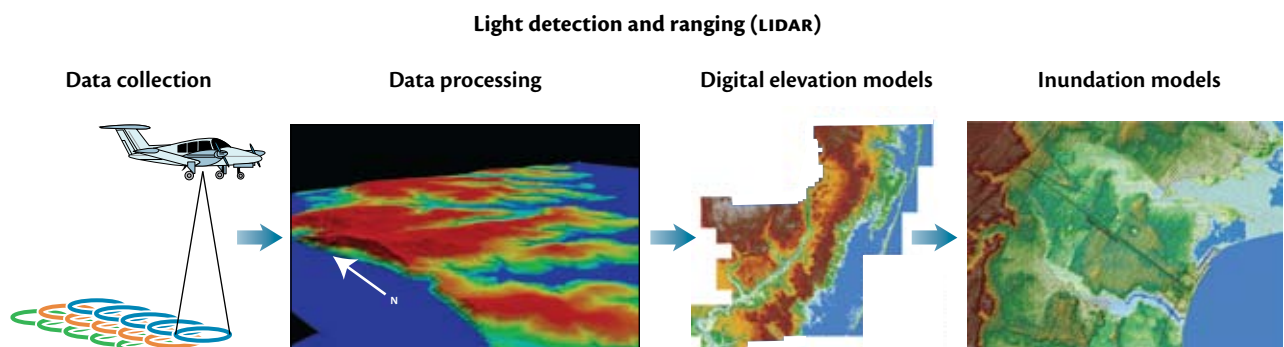 Light detection and ranging (LIDAR)
Data collection
Data processing
Digital elevation models
Inundation models
N